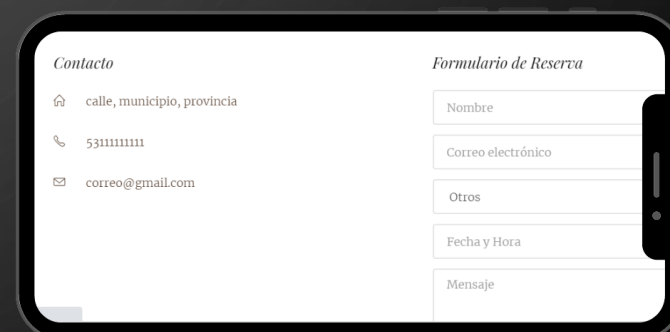 Contacto
calle, municipio, provincia
53111111111
correo@gmail.com
Formulario de Reserva
Nombre
Correo electrónico
Otros
Fecha y Hora
Mensaje